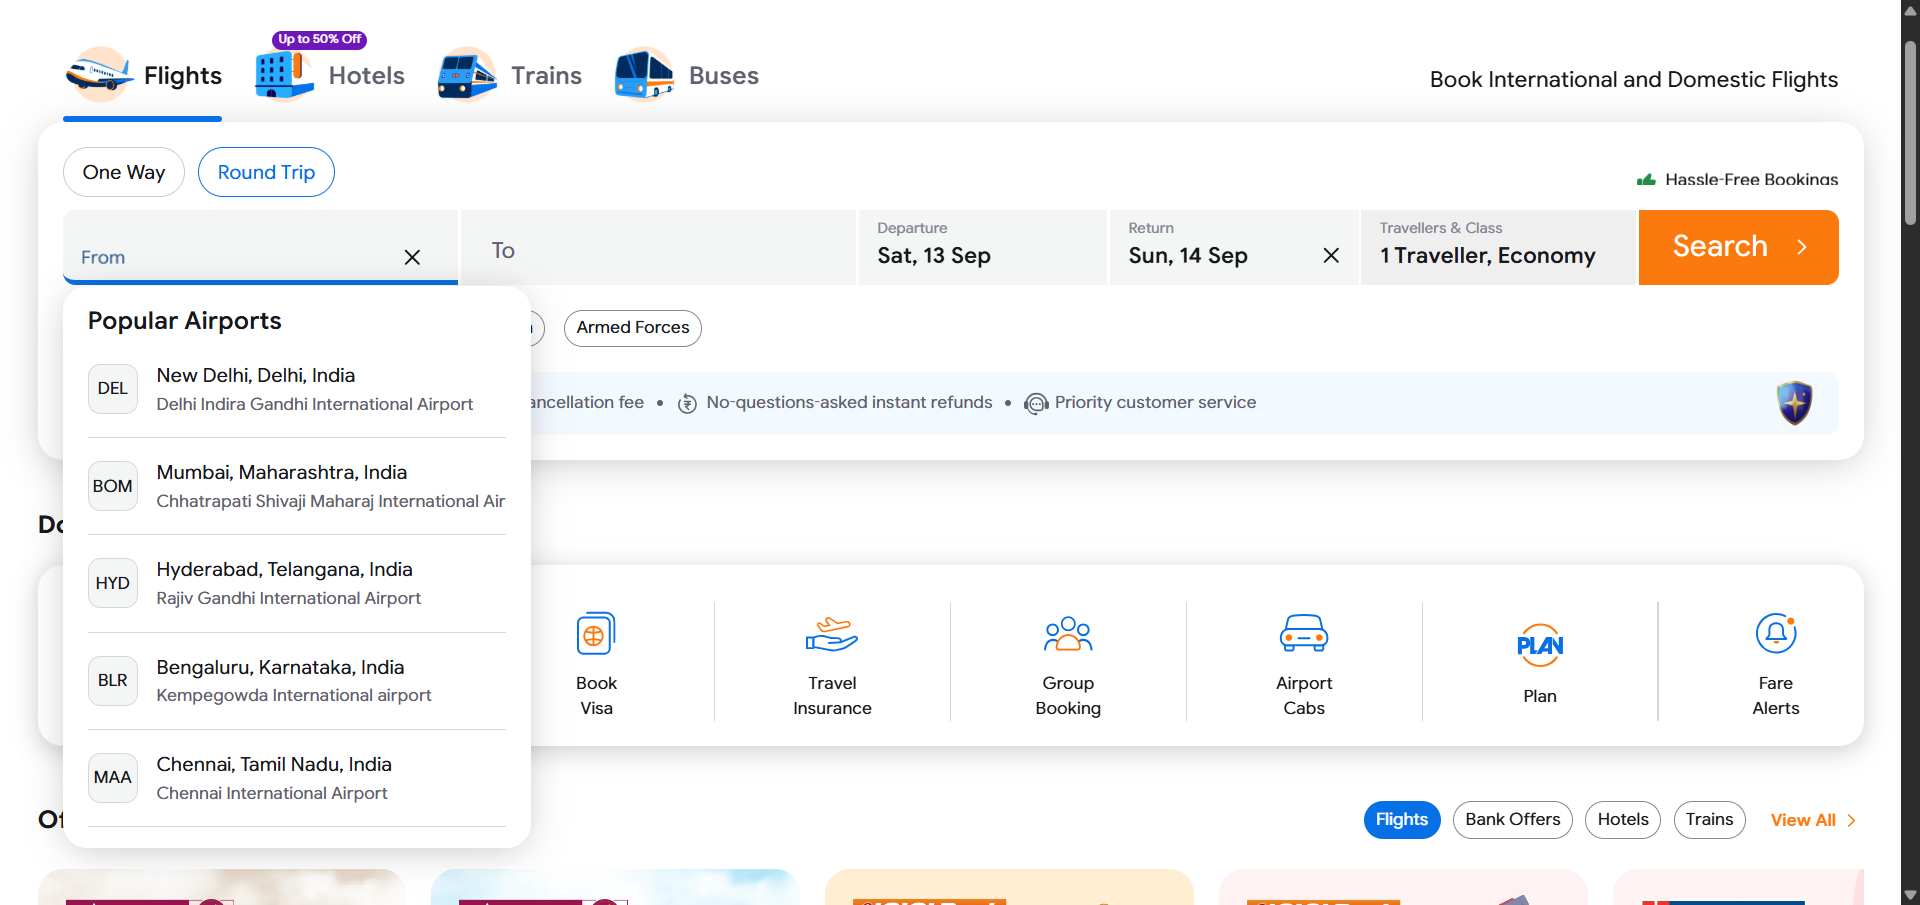 Up to 50% Off
Flights
Hotels
Trains
Buses
Book International and Domestic Flights
One Way
Round Trip
Hassle-Free Bookings
From
To
Departure
Sat, 13 Sep
Return
Sun, 14 Sep
Travellers & Class
1 Traveller, Economy
Search
Popular Airports
Armed Forces
DEL
New Delhi, Delhi, India
Delhi Indira Gandhi International Airport
No-questions-asked instant refunds
Priority customer service
fee
BOM
Mumbai, Maharashtra, India
Chhatrapati Shivaji Maharaj International Air
HYD
Hyderabad, Telangana, India
Rajiv Gandhi International Airport
BLR
Bengaluru, Karnataka, India
Kempegowda International airport
MAA
Chennai, Tamil Nadu, India
Chennai International Airport
Book
Visa
Travel
Insurance
Group
Booking
Airport
Cabs
PLAN
Plan
Fare
Alerts
Flights
Bank Offers
Hotels
Trains
View All